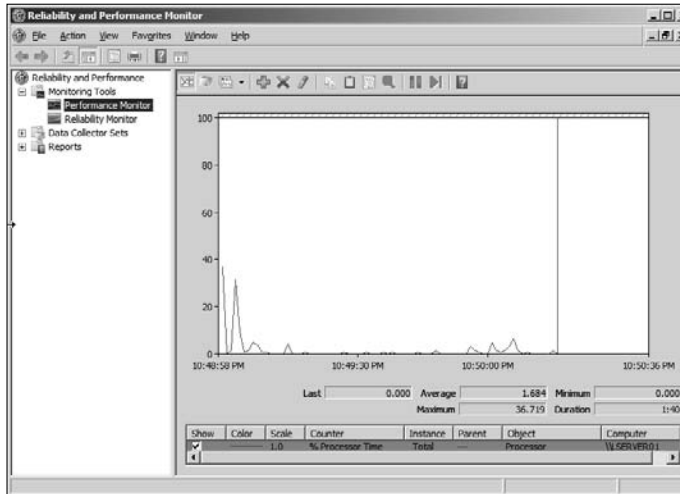 Reliability and Performance Monitor
File Action View Favorites Window Help
Reliability and Performance
Monitoring Tools
Performance Monitor
Reliability Monitor
Data Collector Sets
Reports
100
80
60
40
20
0
10:48:58 PM 10:49:30 PM 10:50:00 PM 10:50:36 PM
Last 0.000 Average 1.684 Minimum 0.000
Maximum 36.719 Duration 1:40
Show Color Scale Counter Instance Parent Object Computer
1.0 % Processor Time Total --- Processor \\LSERVER01